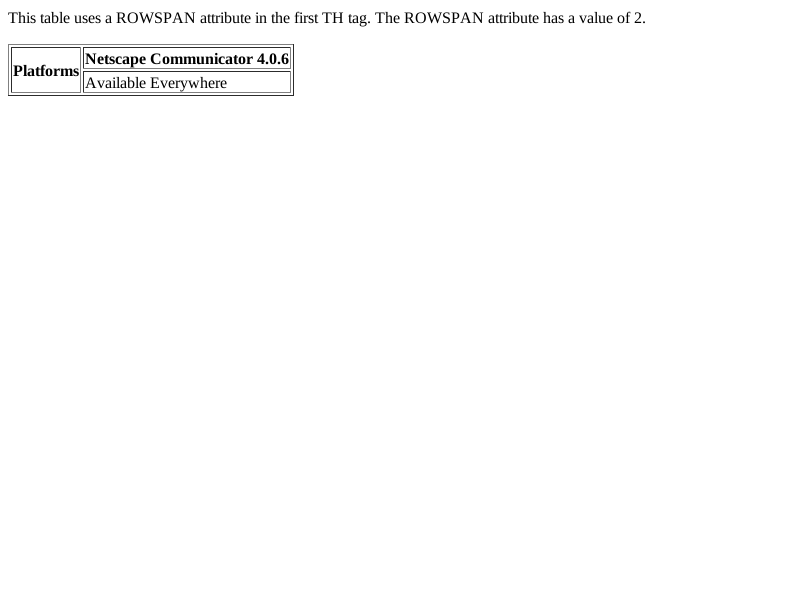 This table uses a ROWSPAN attribute in the first TH tag. The ROWSPAN attribute has a value of 2.
Platforms
Netscape Communicator 4.0.6
Available Everywhere